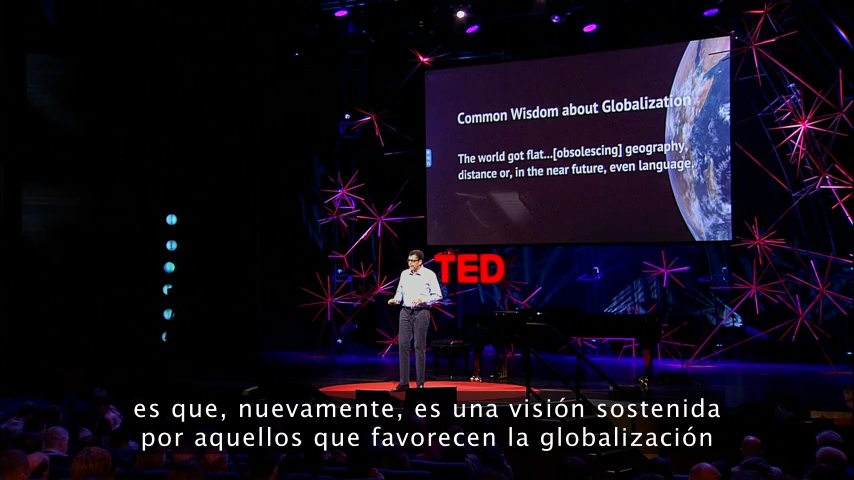 Common Wisdom about Globalization
The world got flat...[obsolescing] geography,
distance or, in the near future, even language.
TED
es que, nuevamente, es una visión sostenida
por aquellos que favorecen la globalización